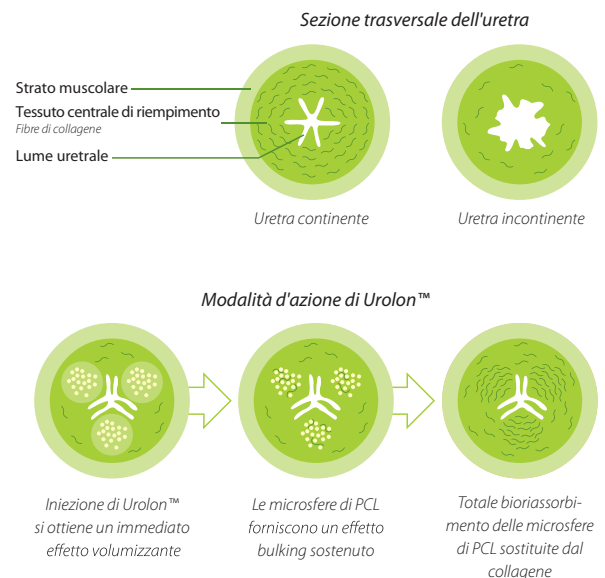 Sezione trasversale dell'uretra
Strato muscolare
Tessuto centrale di riempimento
Fibre di collagene
Lume uretrale
Uretra continente
Uretra incontinente
Modalità d'azione di Urolon™
Iniezione di Urolon™
si ottiene un immediato
effetto volumizzante
Le microsfere di PCL
forniscono un effetto
bulking sostenuto
Totale bioriassorbi-
mento delle microsfere
di PCL sostituite dal
collagene